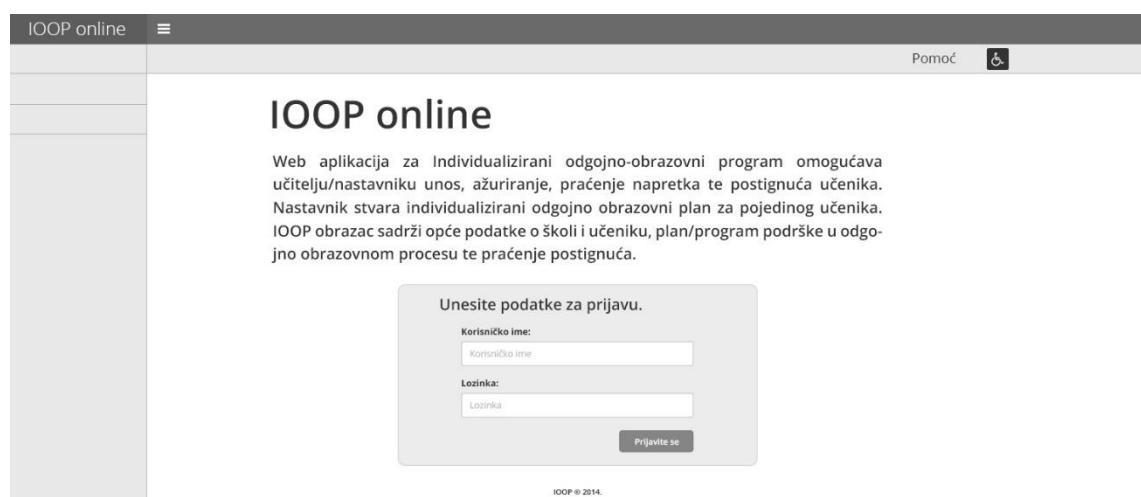 IOOP online
Pomoć
IOOP online
Web aplikacija za Individualizirani odgojno-obrazovni program omogućava
učitelju/nastavniku unos, ažuriranje, praćenje napretka te postignuća učenika.
Nastavnik stvara individualizirani odgojno obrazovni plan za pojedinog učenika.
IOOP obrazac sadrži opće podatke o školi i učeniku, plan/program podrške u odgo-
jno obrazovnom procesu te praćenje postignuća.
Unesite podatke za prijavu.
Korisničko ime:
Korisničko ime
Lozinka:
Lozinka
Prijavite se
IOOP © 2014.